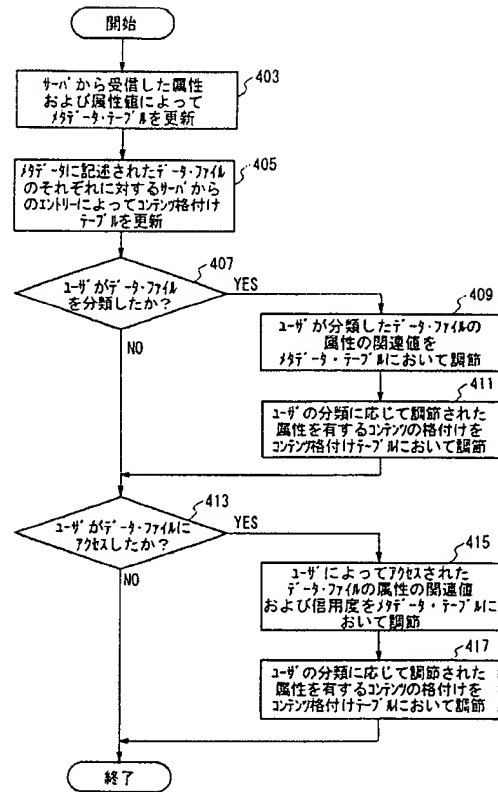 開始
サーバから受信した属性
および属性値によって
メタデータ・テーブルを更新
403
メタデータに記述されたデータ・ファイル
のそれぞれに対するサーバから
のエントリーによってコンテンツ格付け
テーブルを更新
405
ユーザがデータ・ファイル
を分類したか?
407
YES
NO
409
ユーザが分類したデータ・ファイルの
属性の関連値を
メタデータ・テーブルにおいて調節
411
ユーザの分類に応じて調節された
属性を有するコンテンツの格付けを
コンテンツ格付けテーブルにおいて調節
413
ユーザがデータ・ファイルに
アクセスしたか?
YES
NO
415
ユーザによってアクセスされた
データ・ファイルの属性の関連値
および信用度をメタデータ・テーブルに
おいて調節
417
ユーザの分類に応じて調節された
属性を有するコンテンツの格付けを
コンテンツ格付けテーブルにおいて調節
終了